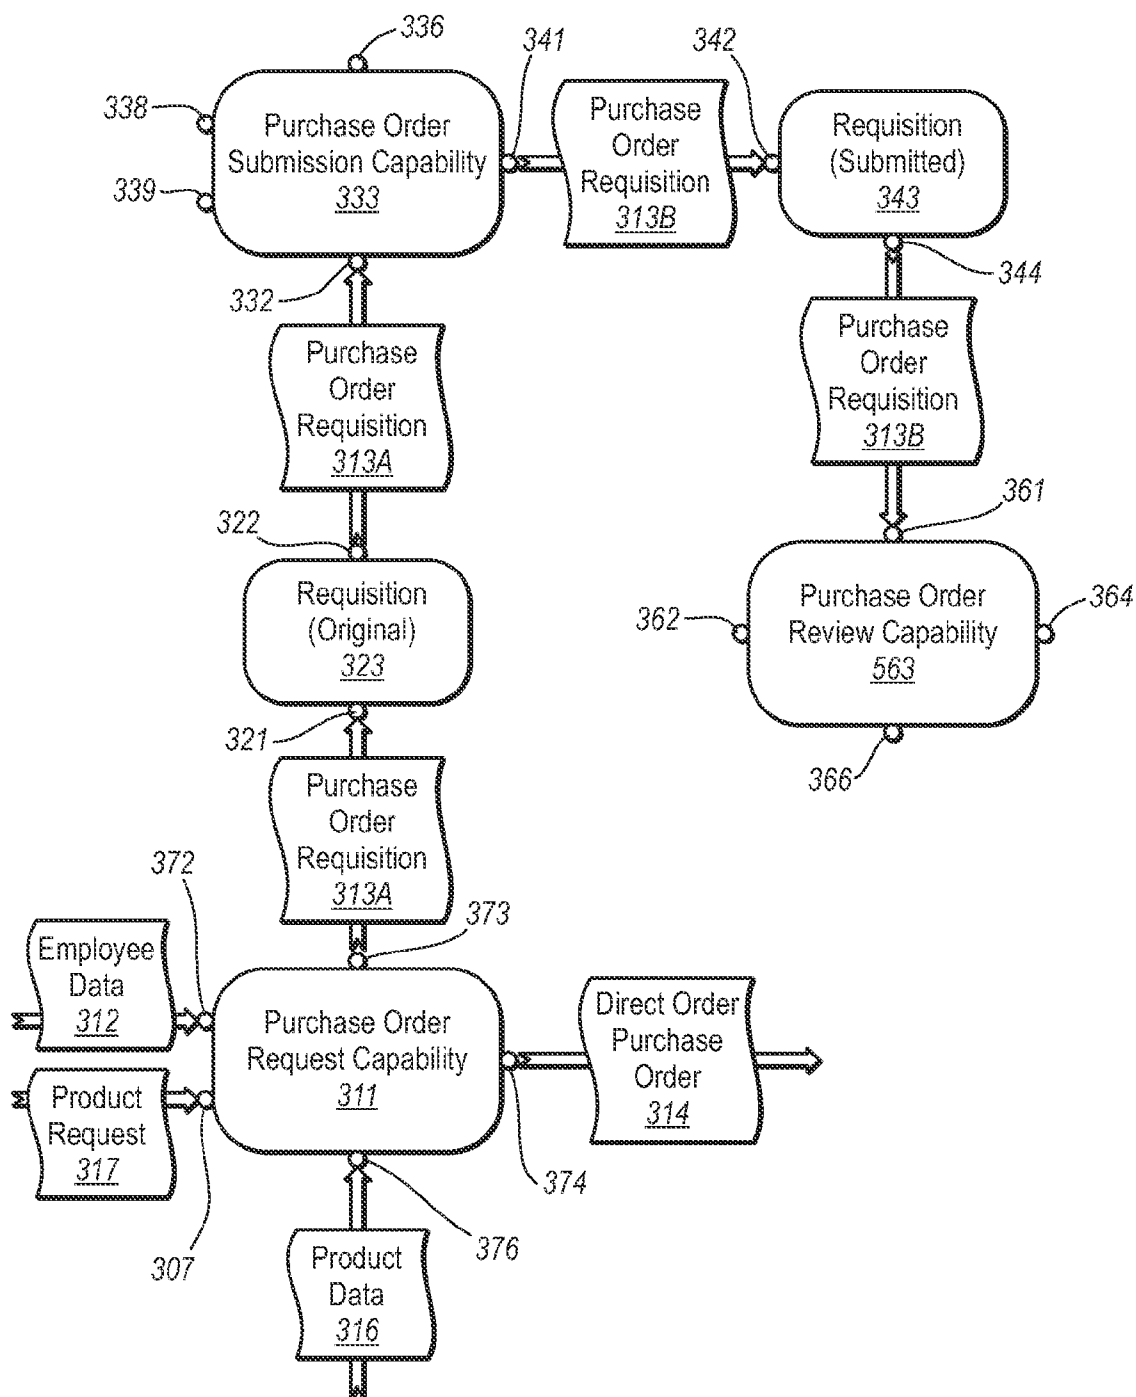 336
338
339
Purchase Order
Submission Capability
333
341
Purchase
Order
Requisition
313B
342
Requisition
(Submitted)
343
332
344
Purchase
Order
Requisition
313A
Purchase
Order
Requisition
313B
322
361
Requisition
(Original)
323
362
Purchase Order
Review Capability
563
364
321
366
Purchase
Order
Requisition
313A
372
373
Employee
Data
312
Purchase Order
Request Capability
311
Direct Order
Purchase
Order
314
Product
Request
317
374
307
376
Product
Data
316